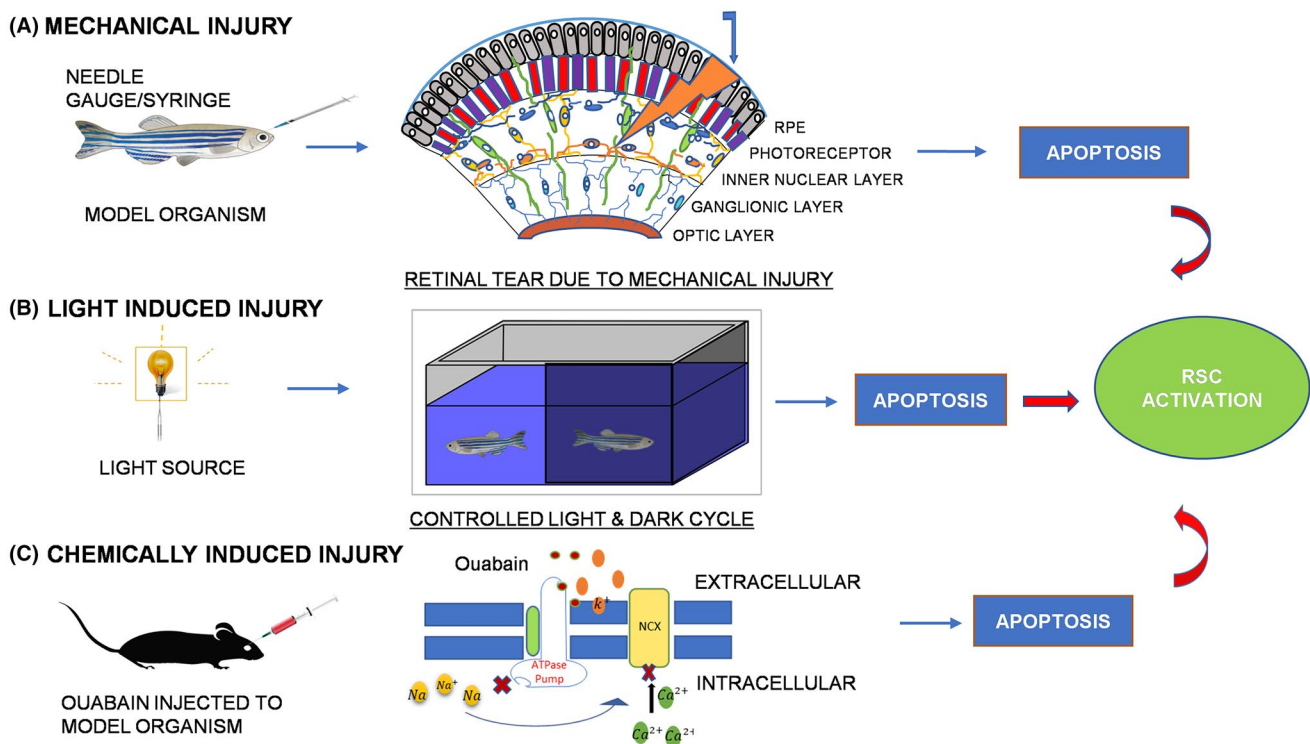 (A) MECHANICAL INJURY
NEEDLE
GAUGE/SYRINGE
MODEL ORGANISM
RPE
PHOTORECEPTOR
INNER NUCLEAR LAYER
GANGLIONIC LAYER
OPTIC LAYER
RETINAL TEAR DUE TO MECHANICAL INJURY
APOPTOSIS
(B) LIGHT INDUCED INJURY
LIGHT SOURCE
CONTROLLED LIGHT & DARK CYCLE
APOPTOSIS
RSC
ACTIVATION
(C) CHEMICALLY INDUCED INJURY
OUABAIN INJECTED TO
MODEL ORGANISM
Ouabain
EXTRACELLULAR
k⁺
NCX
ATPase
Pump
INTRACELLULAR
Na
Na⁺
Na
Ca²⁺
Ca²⁺
Ca²⁺
APOPTOSIS